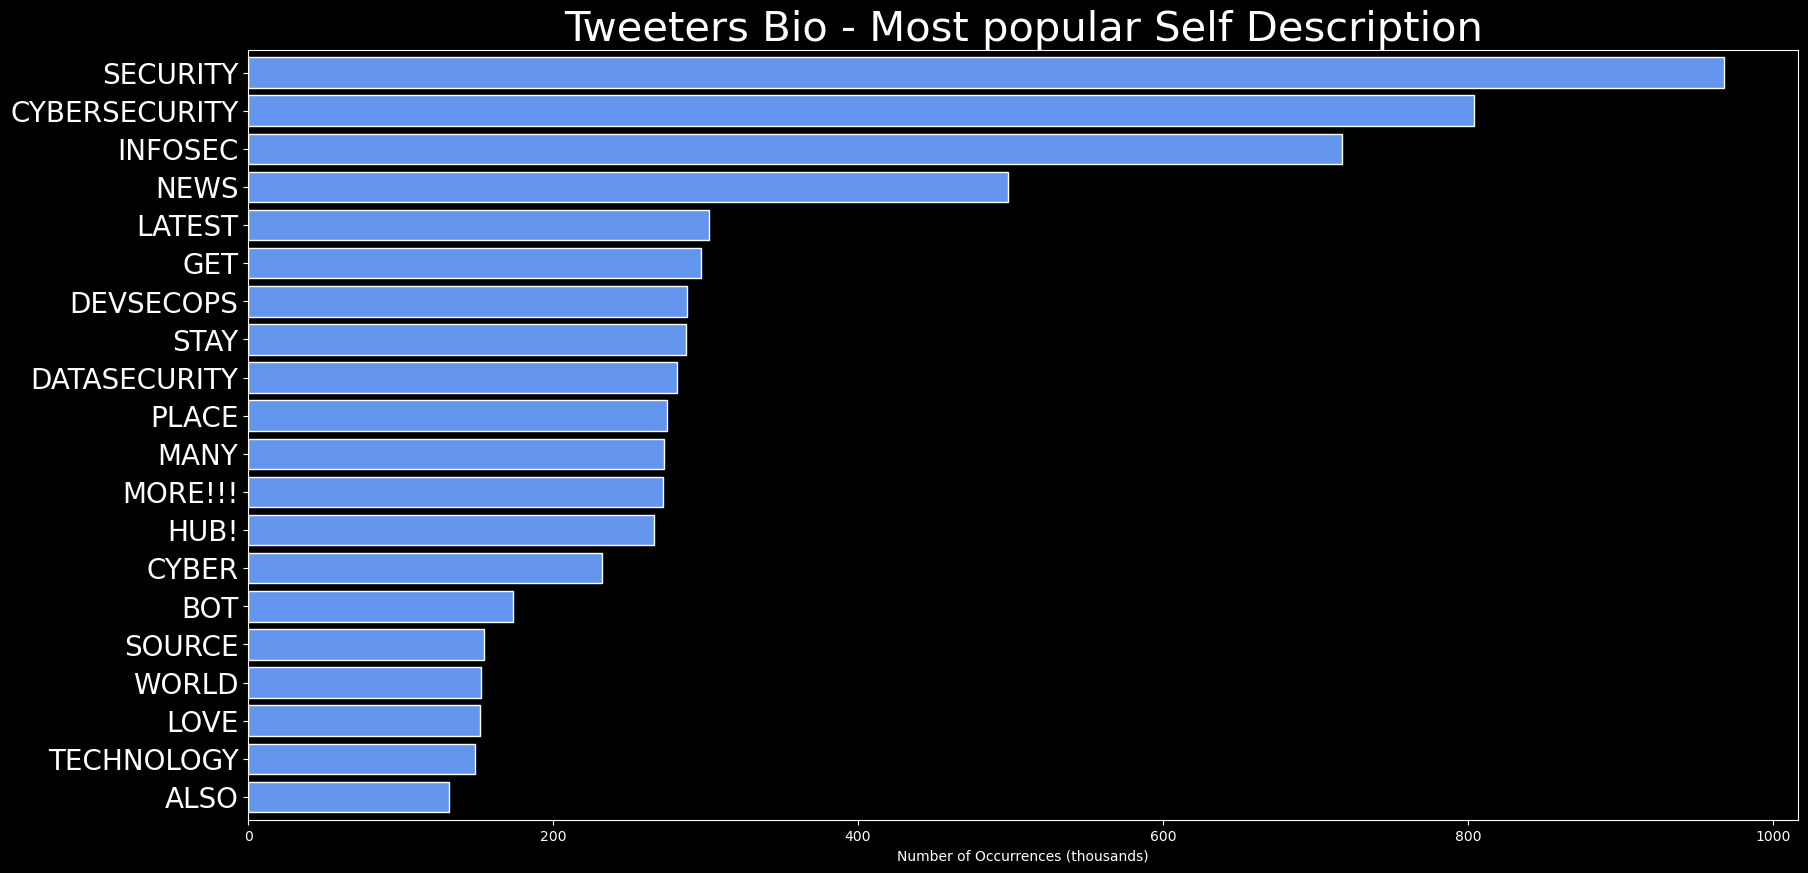 Tweeters Bio - Most popular Self Description
SECURITY
CYBERSECURITY
INFOSEC
NEWS
LATEST
GET
DEVSECOPS
STAY
DATASECURITY
PLACE
MANY
MORE!!!
HUB!
CYBER
BOT
SOURCE
WORLD
LOVE
TECHNOLOGY
ALSO
0 200 400 600 800 1000
Number of Occurrences (thousands)